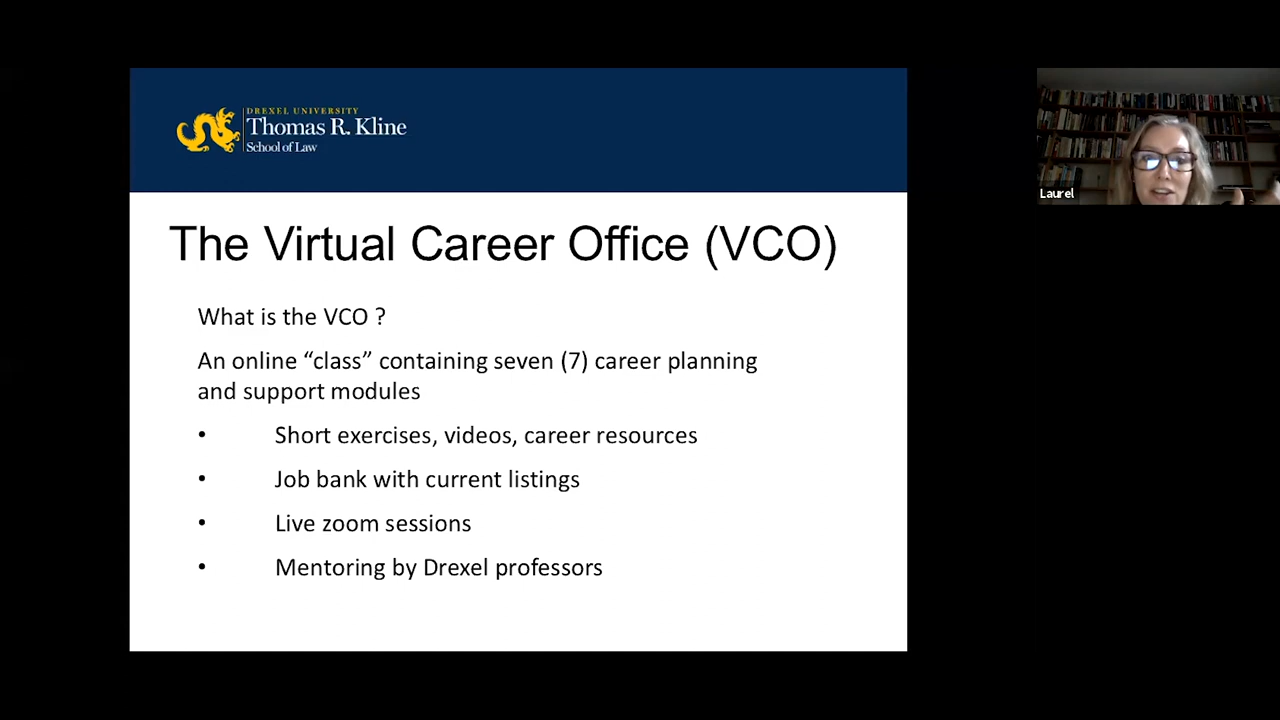 DREXEL UNIVERSITY
Thomas R. Kline
School of Law
Laurel
The Virtual Career Office (VCO)
What is the VCO ?
An online “class” containing seven (7) career planning
and support modules
• Short exercises, videos, career resources
• Job bank with current listings
• Live zoom sessions
• Mentoring by Drexel professors